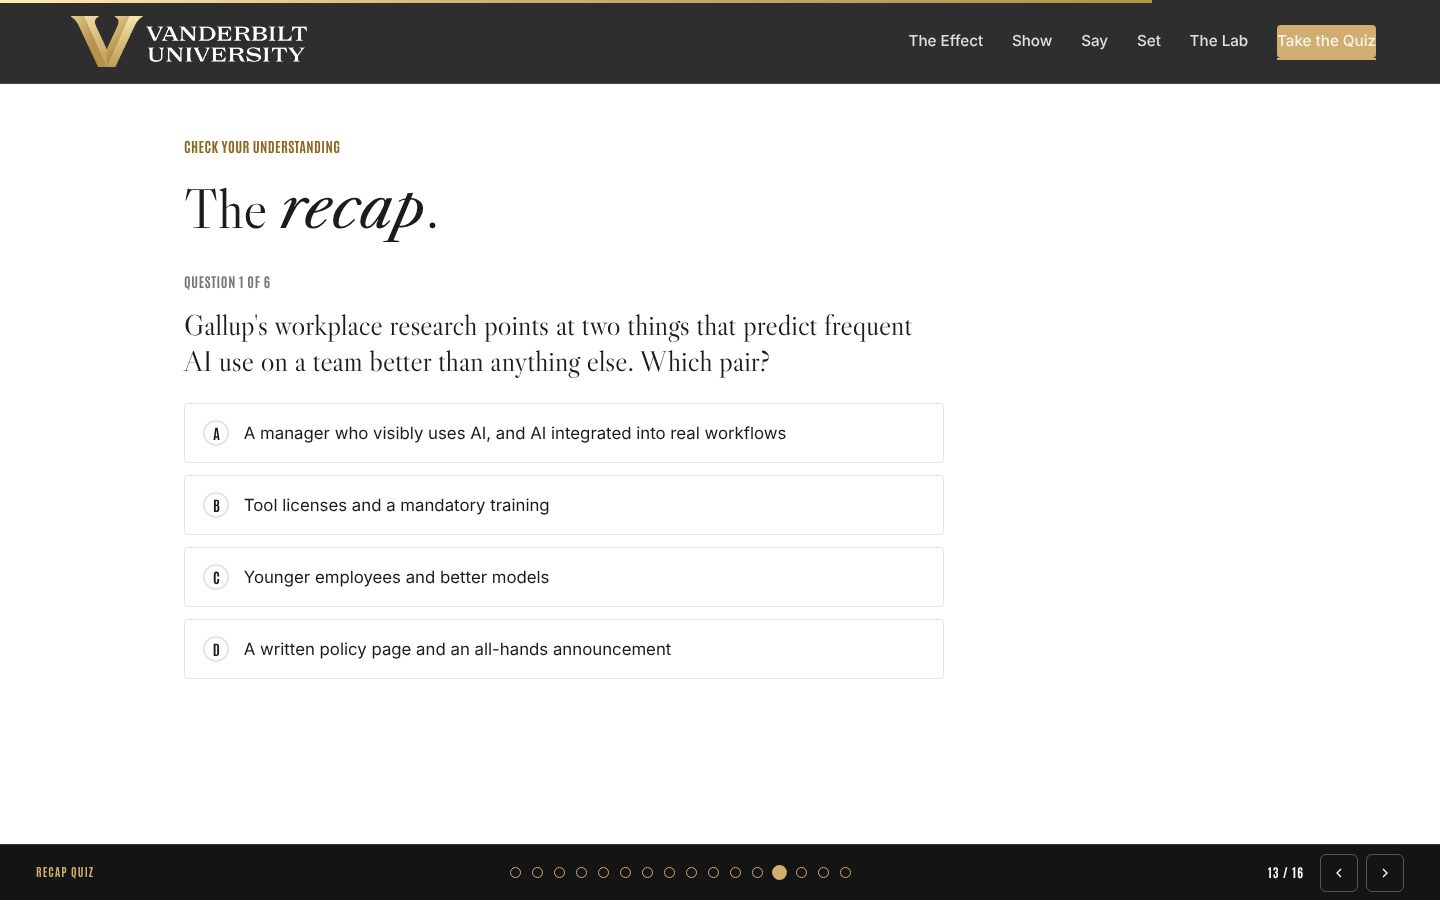 VANDERBILT
UNIVERSITY
The Effect
Show
Say
Set
The Lab
Take the Quiz
CHECK YOUR UNDERSTANDING
The recap.
QUESTION 1 OF 6
Gallup's workplace research points at two things that predict frequent
AI use on a team better than anything else. Which pair?
A A manager who visibly uses AI, and AI integrated into real workflows
B Tool licenses and a mandatory training
C Younger employees and better models
D A written policy page and an all-hands announcement
RECAP QUIZ
13 / 16